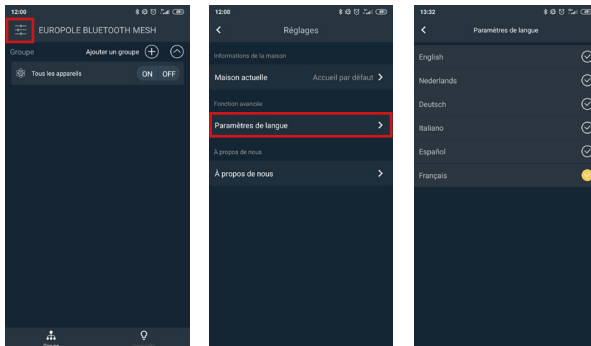 12:00
EUROPOLE BLUETOOTH MESH
Groupe Ajouter un groupe
Tous les appareils ON OFF
12:00
Réglages
Informations de la maison
Maison actuelle Accueil par défaut
Fonction avancée
Paramètres de langue
À propos de nous
À propos de nous
13:32
Paramètres de langue
English
Nederlands
Deutsch
Italiano
Español
Français